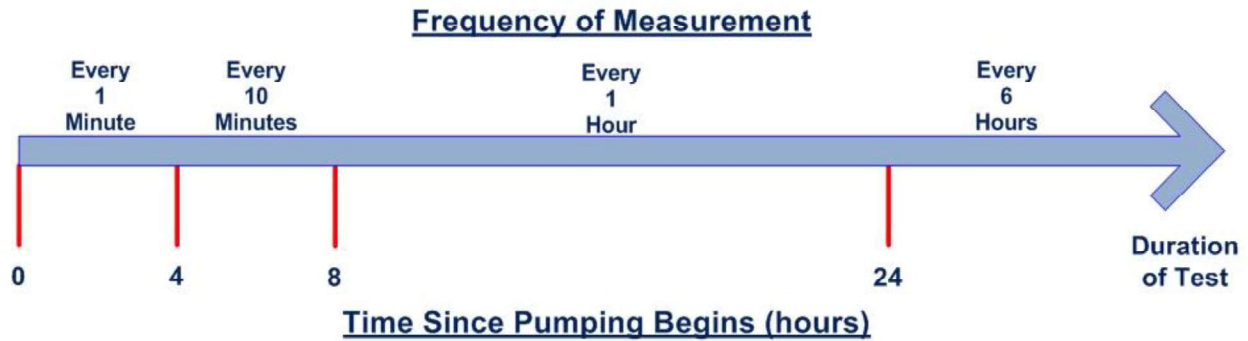 Frequency of Measurement
Every
1
Minute
Every
10
Minutes
Every
1
Hour
Every
6
Hours
0
4
8
24
Duration
of Test
Time Since Pumping Begins (hours)